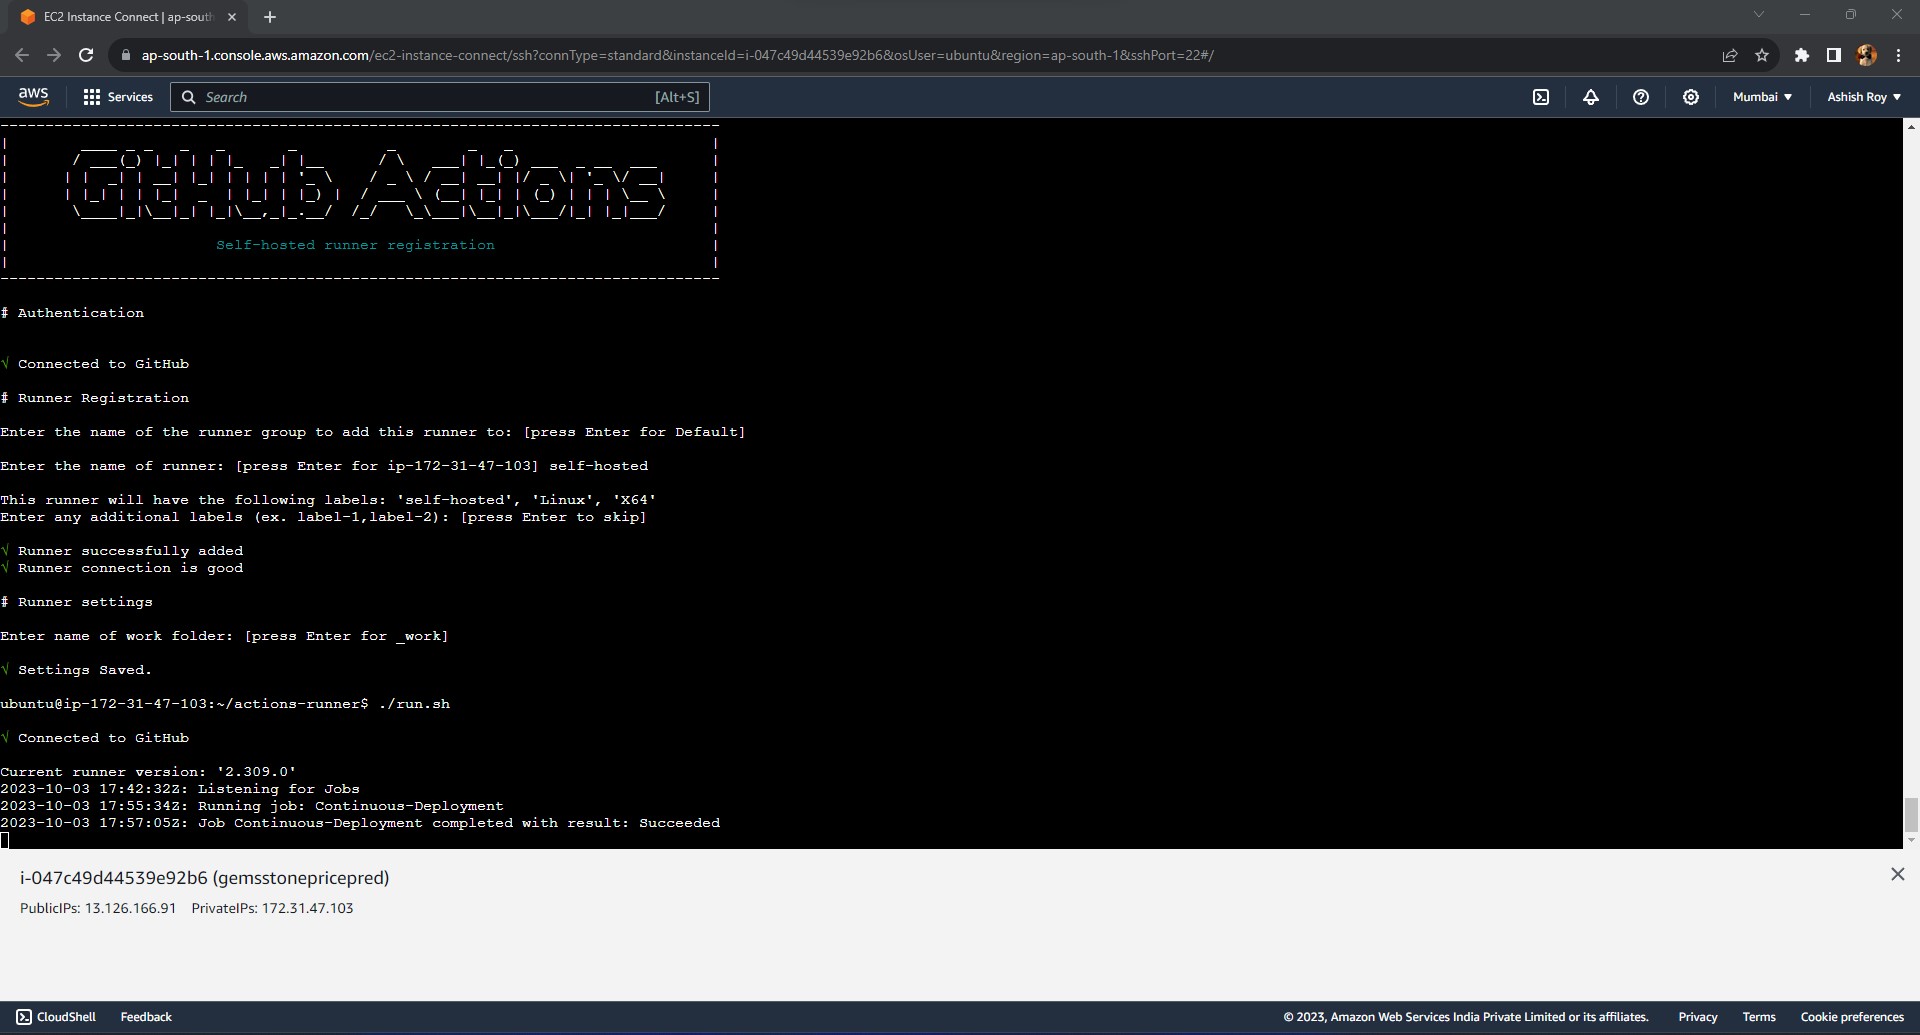 EC2 Instance Connect | ap-south
ap-south-1.console.aws.amazon.com/ec2-instance-connect/ssh?connType=standard&instanceId=i-047c49d44539e92b6&osUser=ubuntu&region=ap-south-1&sshPort=22#/
aws Services Search [Alt+S] Mumbai Ashish Roy
GitHub Actions
Self-hosted runner registration
# Authentication
√ Connected to GitHub
# Runner Registration
Enter the name of the runner group to add this runner to: [press Enter for Default]
Enter the name of runner: [press Enter for ip-172-31-47-103] self-hosted
This runner will have the following labels: 'self-hosted', 'Linux', 'X64'
Enter any additional labels (ex. label-1,label-2): [press Enter to skip]
√ Runner successfully added
√ Runner connection is good
# Runner settings
Enter name of work folder: [press Enter for _work]
√ Settings Saved.
ubuntu@ip-172-31-47-103:~/actions-runner$ ./run.sh
√ Connected to GitHub
Current runner version: '2.309.0'
2023-10-03 17:42:32Z: Listening for Jobs
2023-10-03 17:55:34Z: Running job: Continuous-Deployment
2023-10-03 17:57:05Z: Job Continuous-Deployment completed with result: Succeeded
i-047c49d44539e92b6 (gemsstonepricepred)
PublicIPs: 13.126.166.91 PrivateIPs: 172.31.47.103
CloudShell Feedback © 2023, Amazon Web Services India Private Limited or its affiliates. Privacy Terms Cookie preferences